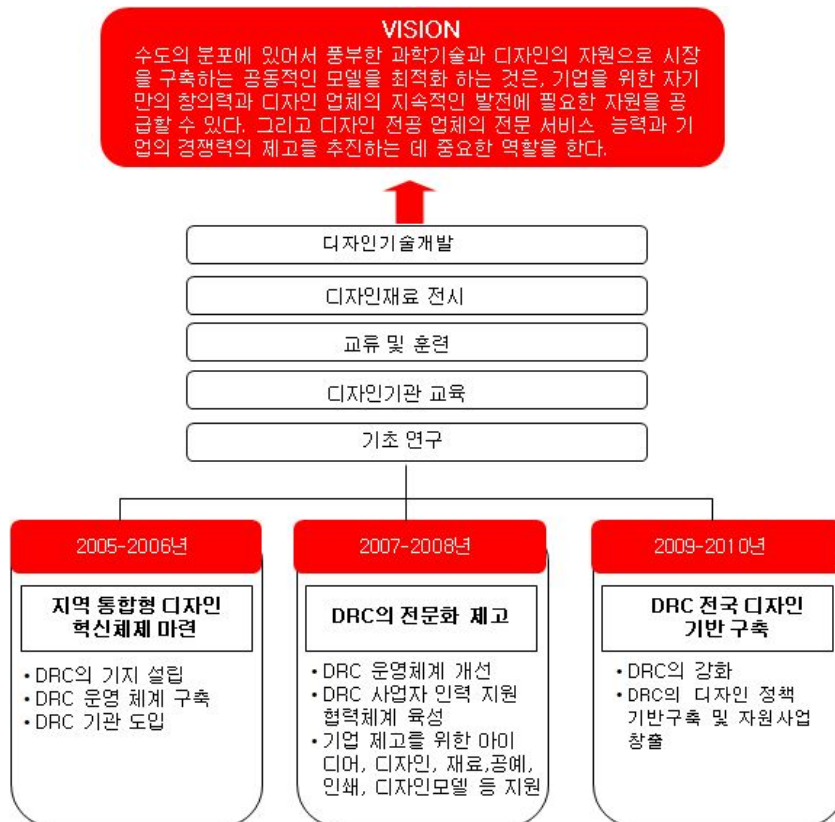 VISION
수도의 분포에 있어서 풍부한 과학기술과 디자인의 자원으로 시장
을 구축하는 공동적인 모델을 최적화 하는 것은, 기업을 위한 자기
만의 창의력과 디자인 업체의 지속적인 발전에 필요한 자원을 공
급할 수 있다. 그리고 디자인 전공 업체의 전문 서비스 능력과 기
업의 경쟁력의 제고를 추진하는 데 중요한 역할을 한다.
디자인기술개발
디자인재료 전시
교류 및 훈련
디자인기관 교육
기초 연구
2005-2006년
지역 통합형 디자인
혁신체제 마련
• DRC의 기지 설립
• DRC 운영 체계 구축
• DRC 기관 도입
2007-2008년
DRC의 전문화 제고
• DRC 운영체계 개선
• DRC 사업자 인력 지원
협력체계 육성
• 기업 제고를 위한 아이
디어, 디자인, 재료,공예,
인쇄, 디자인모델 등 지원
2009-2010년
DRC 전국 디자인
기반 구축
• DRC의 강화
• DRC의 디자인 정책
기반구축 및 자원사업
창출